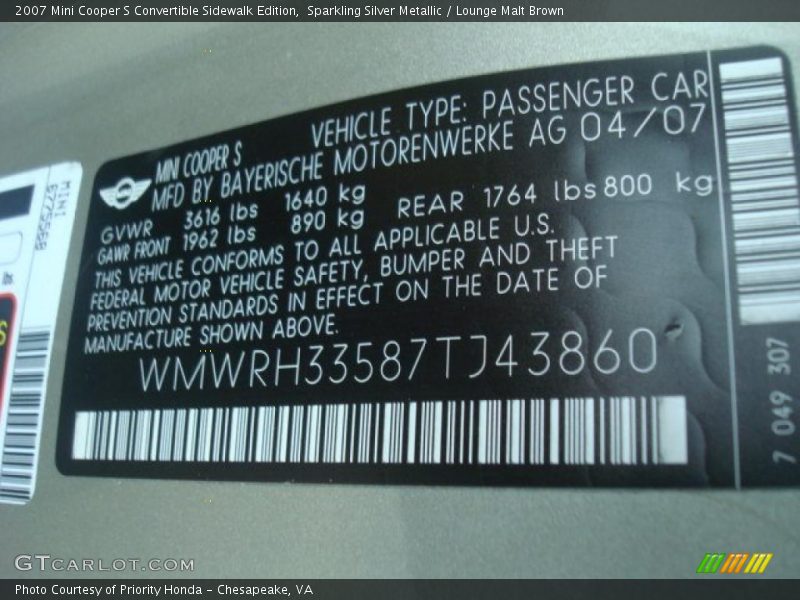 2007 Mini Cooper S Convertible Sidewalk Edition,  Sparkling Silver Metallic / Lounge Malt Brown
MINI COOPER S VEHICLE TYPE: PASSENGER CAR
MFD BY BAYERISCHE MOTORENWERKE AG 04/07
GVWR 3616 lbs 1640 kg
GAWR FRONT 1962 lbs 890 kg REAR 1764 lbs 800 kg
THIS VEHICLE CONFORMS TO ALL APPLICABLE U.S.
FEDERAL MOTOR VEHICLE SAFETY, BUMPER AND THEFT
PREVENTION STANDARDS IN EFFECT ON THE DATE OF
MANUFACTURE SHOWN ABOVE.
WMWRH33587TJ43860
7 049 307
MINI
6775568
lbs
S
GTCARLOT.COM
Photo Courtesy of Priority Honda - Chesapeake, VA